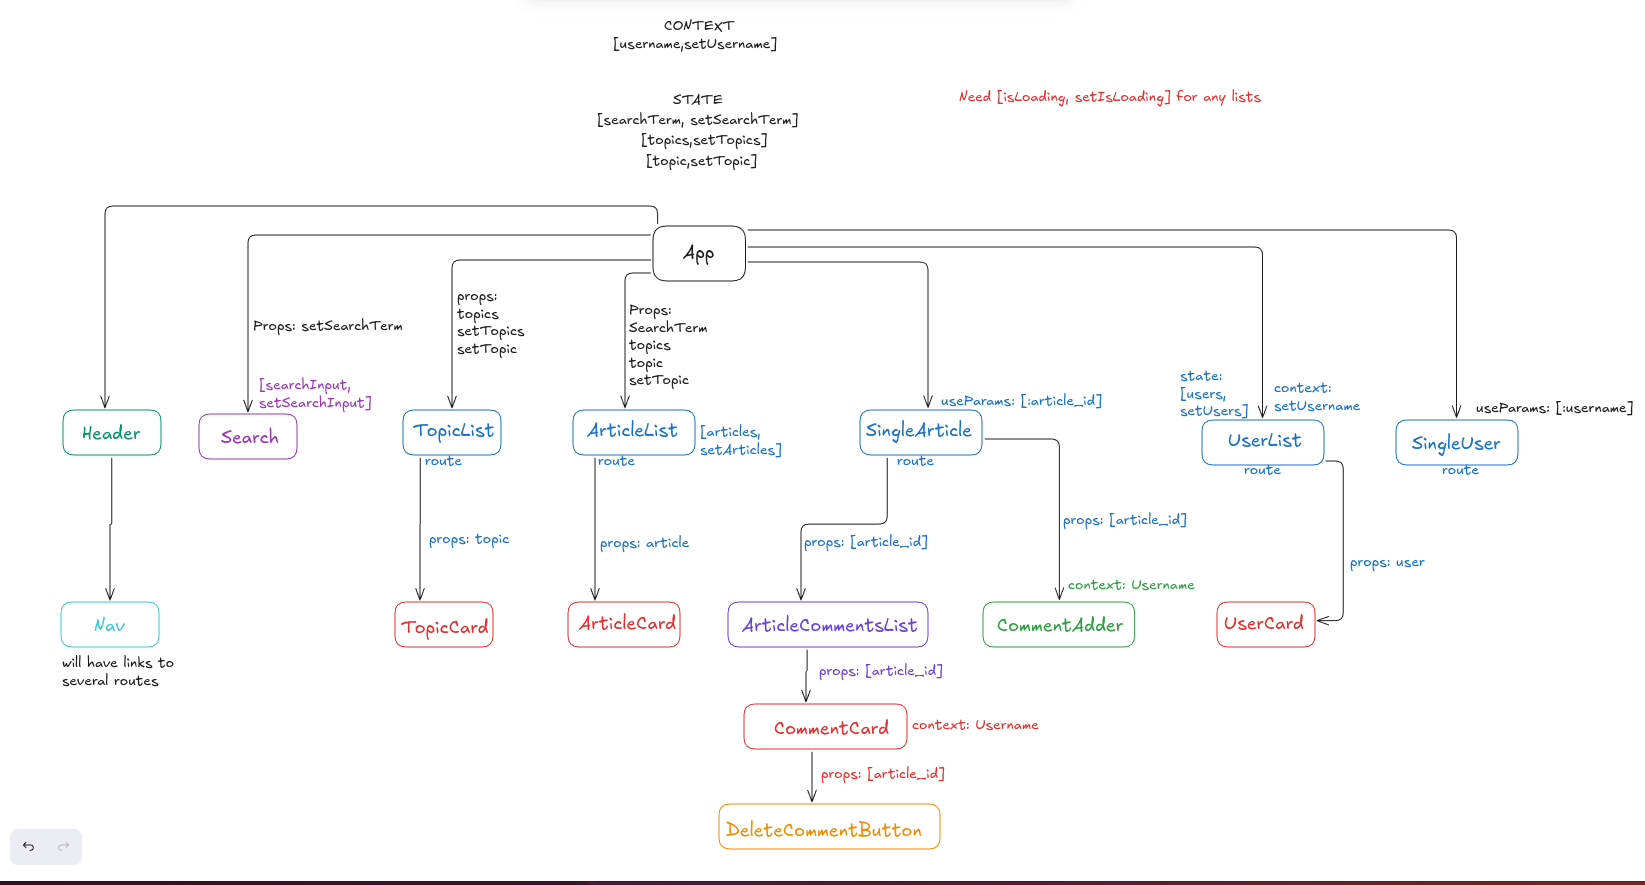 CONTEXT
[username,setUsername]
STATE
[searchTerm, setSearchTerm]
[topics,setTopics]
[topic,setTopic]
Need [isLoading, setIsLoading] for any lists
App
Props: setSearchTerm
props:
topics
setTopics
setTopic
Props:
SearchTerm
topics
topic
setTopic
[searchInput,
setSearchInput]
useParams: [:article_id]
state:
[users,
setUsers]
context:
setUsername
useParams: [:username]
Header
Search
TopicList
route
ArticleList
route
[articles,
setArticles]
SingleArticle
route
UserList
route
SingleUser
route
props: topic
props: article
props: [article_id]
props: [article_id]
props: user
context: Username
Nav
will have links to
several routes
TopicCard
ArticleCard
ArticleCommentsList
CommentAdder
UserCard
props: [article_id]
CommentCard
context: Username
props: [article_id]
DeleteCommentButton